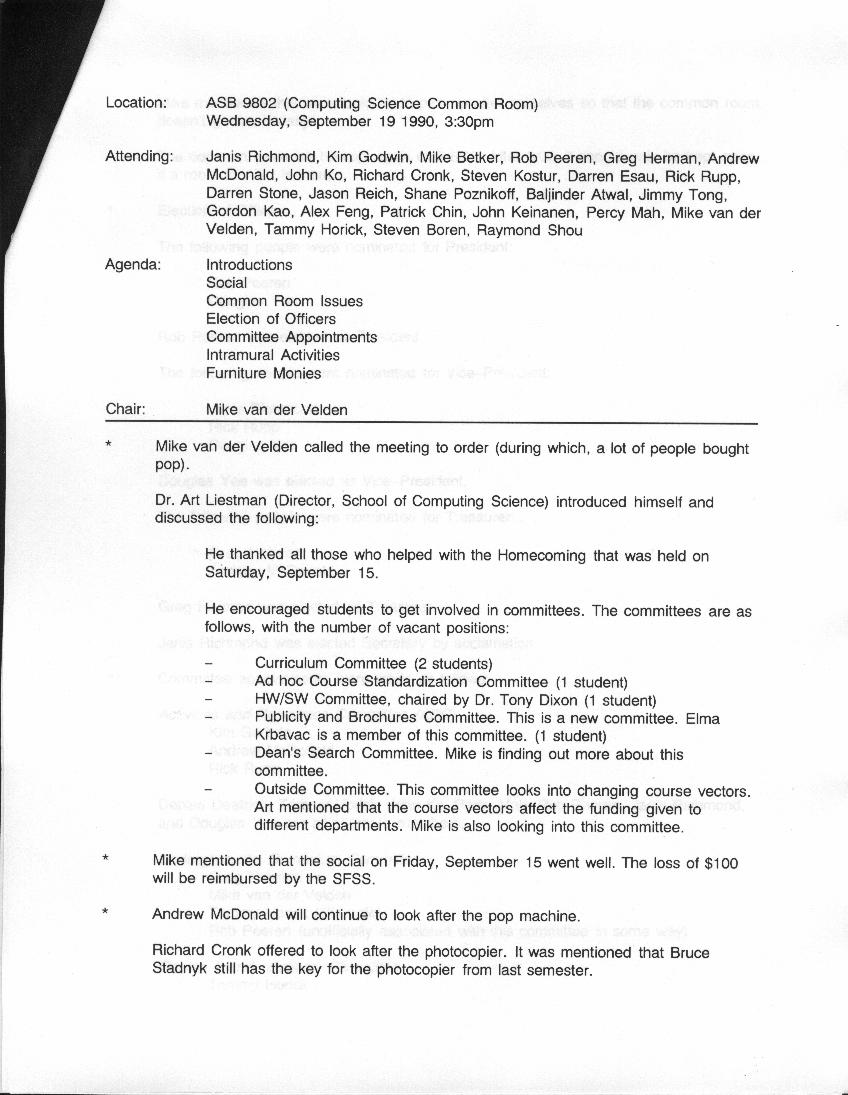 Location: ASB 9802 (Computing Science Common Room)
Wednesday, September 19 1990, 3:30pm
Attending: Janis Richmond, Kim Godwin, Mike Betker, Rob Peeren, Greg Herman, Andrew
McDonald, John Ko, Richard Cronk, Steven Kostur, Darren Esau, Rick Rupp,
Darren Stone, Jason Reich, Shane Poznikoff, Baljinder Atwal, Jimmy Tong,
Gordon Kao, Alex Feng, Patrick Chin, John Keinanen, Percy Mah, Mike van der
Velden, Tammy Horick, Steven Boren, Raymond Shou
Agenda: Introductions
Social
Common Room Issues
Election of Officers
Committee Appointments
Intramural Activities
Furniture Monies
Chair: Mike van der Velden
* Mike van der Velden called the meeting to order (during which, a lot of people bought
pop).
Dr. Art Liestman (Director, School of Computing Science) introduced himself and
discussed the following:
He thanked all those who helped with the Homecoming that was held on
Saturday, September 15.
He encouraged students to get involved in committees. The committees are as
follows, with the number of vacant positions:
– Curriculum Committee (2 students)
– Ad hoc Course Standardization Committee (1 student)
– HW/SW Committee, chaired by Dr. Tony Dixon (1 student)
– Publicity and Brochures Committee. This is a new committee. Elma
Krbavac is a member of this committee. (1 student)
– Dean's Search Committee. Mike is finding out more about this
committee.
– Outside Committee. This committee looks into changing course vectors.
Art mentioned that the course vectors affect the funding given to
different departments. Mike is also looking into this committee.
* Mike mentioned that the social on Friday, September 15 went well. The loss of $100
will be reimbursed by the SFSS.
* Andrew McDonald will continue to look after the pop machine.
Richard Cronk offered to look after the photocopier. It was mentioned that Bruce
Stadnyk still has the key for the photocopier from last semester.